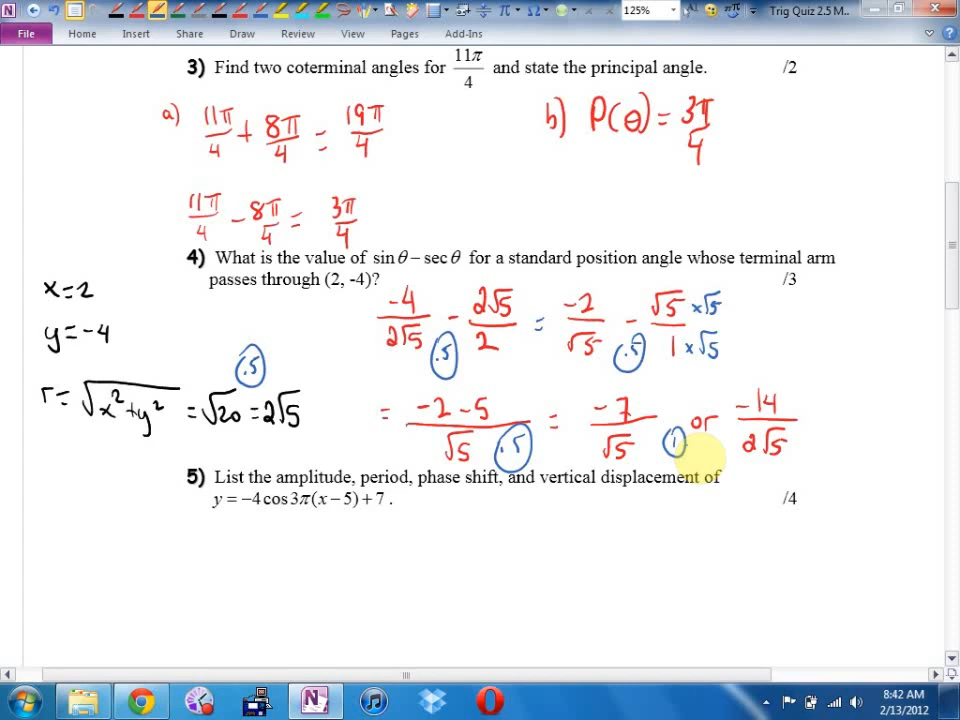 125%
Trig Quiz 2.5 M..
File Home Insert Share Draw Review View Pages Add-Ins
3) Find two coterminal angles for 11π/4 and state the principal angle. /2
a) 11π/4 + 8π/4 = 19π/4
b) P(θ) = 3π/4
11π/4 - 8π/4 = 3π/4
4) What is the value of sin θ – sec θ for a standard position angle whose terminal arm
passes through (2, -4)? /3
x=2
y=-4
r= √x²+y² = √20 = 2√5 .5
-4/2√5 - 2√5/2 .5 = -2/√5 - √5/1 .5 x√5 x√5
= -2-5/√5 .5 = -7/√5 1 or -14/2√5
5) List the amplitude, period, phase shift, and vertical displacement of
y = −4cos3π(x − 5) + 7 . /4
8:42 AM
2/13/2012